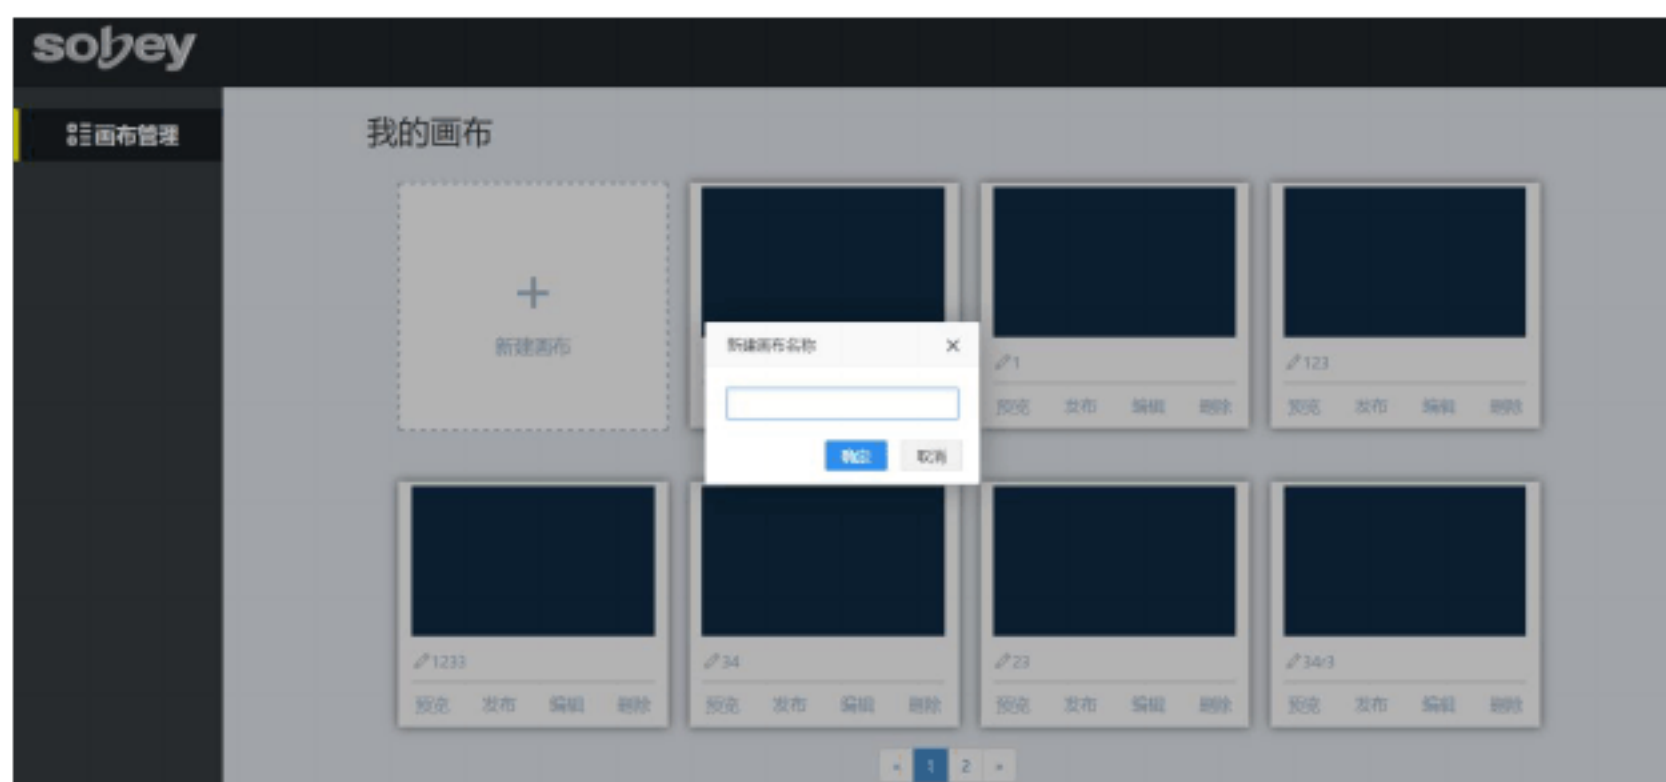 sobey
画布管理
我的画布
新建画布
新建画布名称
确定 取消
1
预览 发布 编辑 删除
123
预览 发布 编辑 删除
1233
预览 发布 编辑 删除
34
预览 发布 编辑 删除
23
预览 发布 编辑 删除
34r3
预览 发布 编辑 删除
« 1 2 »